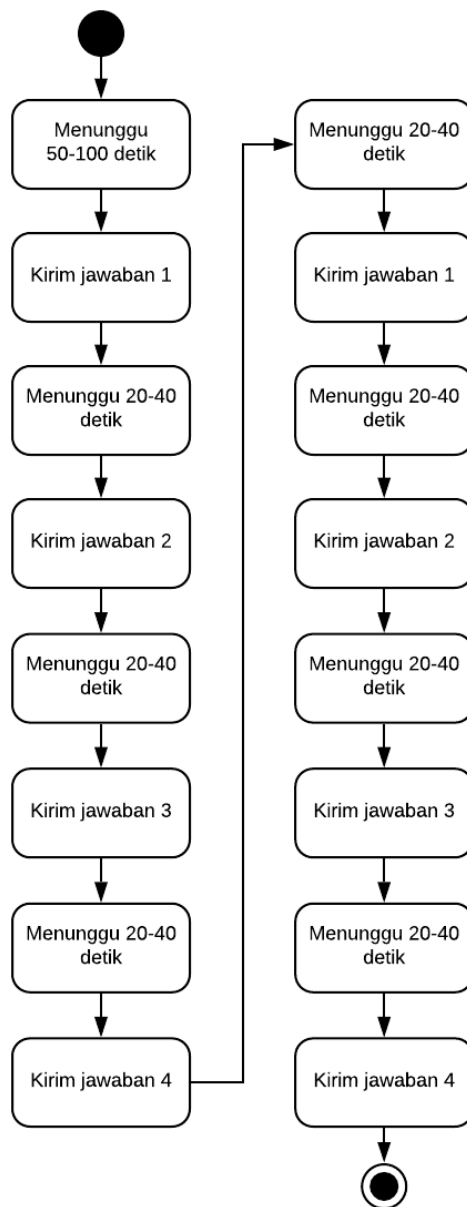 Menunggu
50-100 detik
Kirim jawaban 1
Menunggu 20-40
detik
Kirim jawaban 2
Menunggu 20-40
detik
Kirim jawaban 3
Menunggu 20-40
detik
Kirim jawaban 4
Menunggu 20-40
detik
Kirim jawaban 1
Menunggu 20-40
detik
Kirim jawaban 2
Menunggu 20-40
detik
Kirim jawaban 3
Menunggu 20-40
detik
Kirim jawaban 4